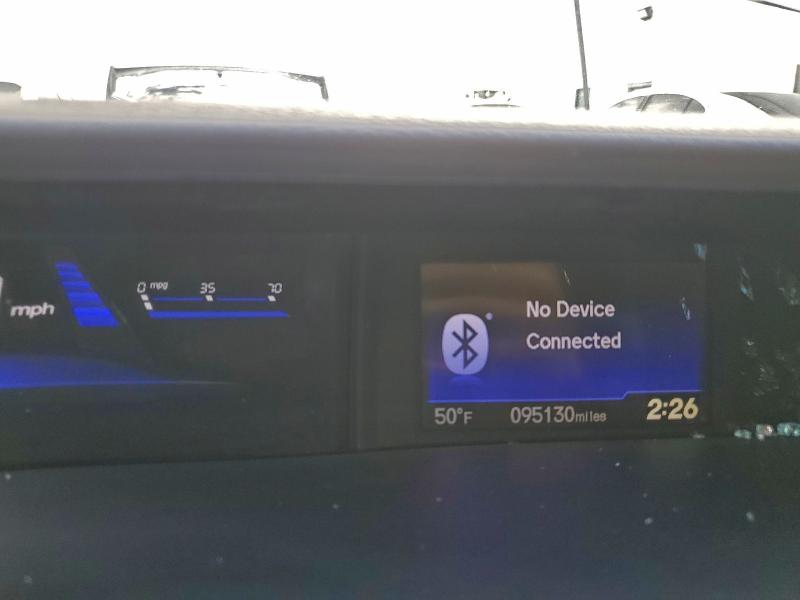 mph
0 mpg 35 70
No Device
Connected
50°F 095130miles 2:26